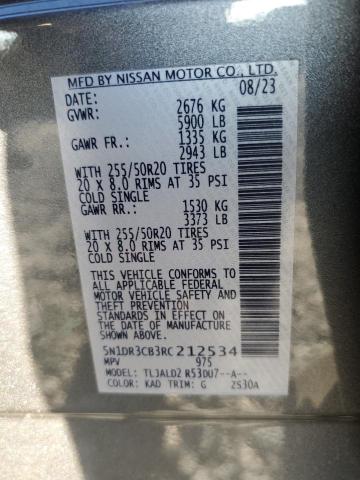 MFD BY NISSAN MOTOR CO., LTD.
DATE: 08/23
GVWR: 2676 KG
5900 LB
GAWR FR.: 1335 KG
2943 LB
WITH 255/50R20 TIRES
20 X 8.0 RIMS AT 35 PSI
COLD SINGLE
GAWR RR.: 1530 KG
3373 LB
WITH 255/50R20 TIRES
20 X 8.0 RIMS AT 35 PSI
COLD SINGLE
THIS VEHICLE CONFORMS TO
ALL APPLICABLE FEDERAL
MOTOR VEHICLE SAFETY AND
THEFT PREVENTION
STANDARDS IN EFFECT ON
THE DATE OF MANUFACTURE
SHOWN ABOVE.
5N1DR3CB3RC212534
MPV 975
MODEL: TLJALD2 R53DU7--A--
COLOR: KAD TRIM: G 2S30A